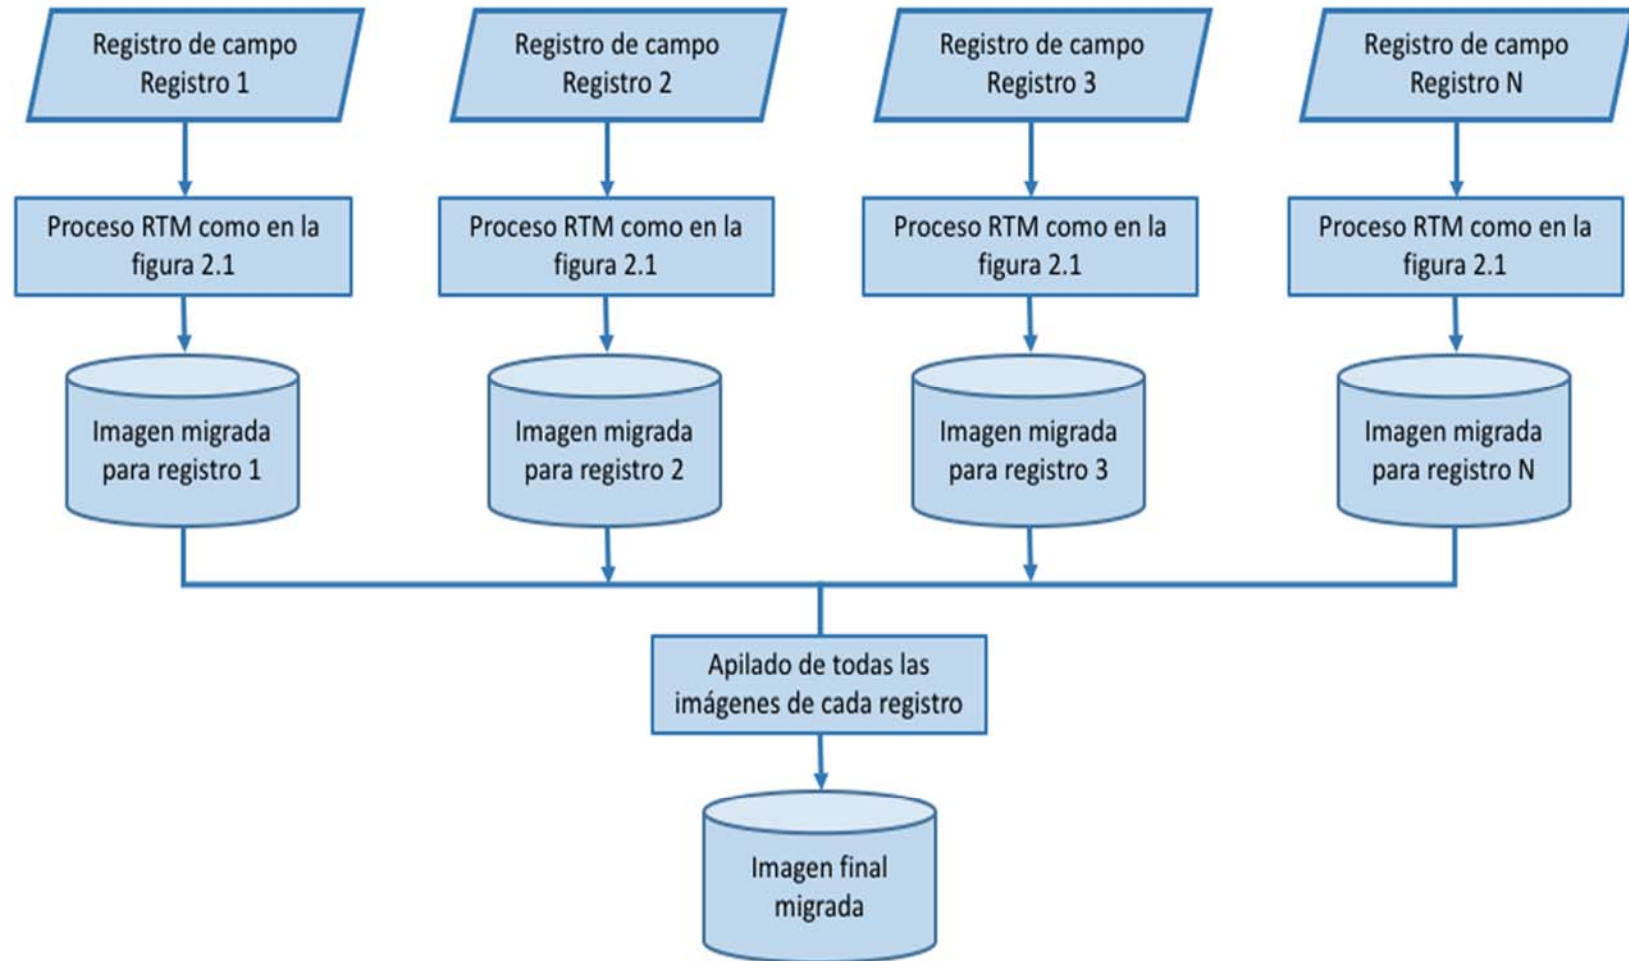 Registro de campo
Registro 1
Registro de campo
Registro 2
Registro de campo
Registro 3
Registro de campo
Registro N
Proceso RTM como en la
figura 2.1
Proceso RTM como en la
figura 2.1
Proceso RTM como en la
figura 2.1
Proceso RTM como en la
figura 2.1
Imagen migrada
para registro 1
Imagen migrada
para registro 2
Imagen migrada
para registro 3
Imagen migrada
para registro N
Apilado de todas las
imágenes de cada registro
Imagen final
migrada